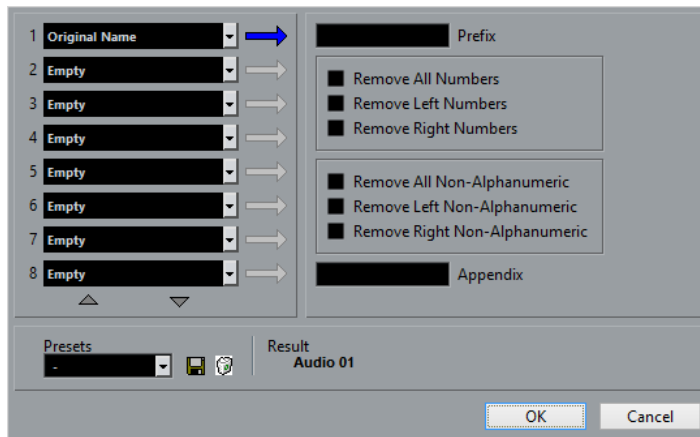 1 Original Name
2 Empty
3 Empty
4 Empty
5 Empty
6 Empty
7 Empty
8 Empty
Prefix
Remove All Numbers
Remove Left Numbers
Remove Right Numbers
Remove All Non-Alphanumeric
Remove Left Non-Alphanumeric
Remove Right Non-Alphanumeric
Appendix
Presets
-
Result
Audio 01
OK
Cancel